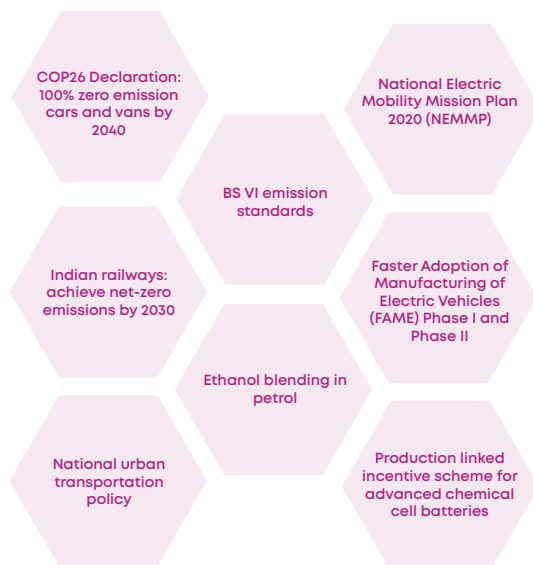 COP26 Declaration:
100% zero emission
cars and vans by
2040
National Electric
Mobility Mission Plan
2020 (NEMMP)
BS VI emission
standards
Indian railways:
achieve net-zero
emissions by 2030
Faster Adoption of
Manufacturing of
Electric Vehicles
(FAME) Phase I and
Phase II
Ethanol blending in
petrol
National urban
transportation
policy
Production linked
incentive scheme for
advanced chemical
cell batteries